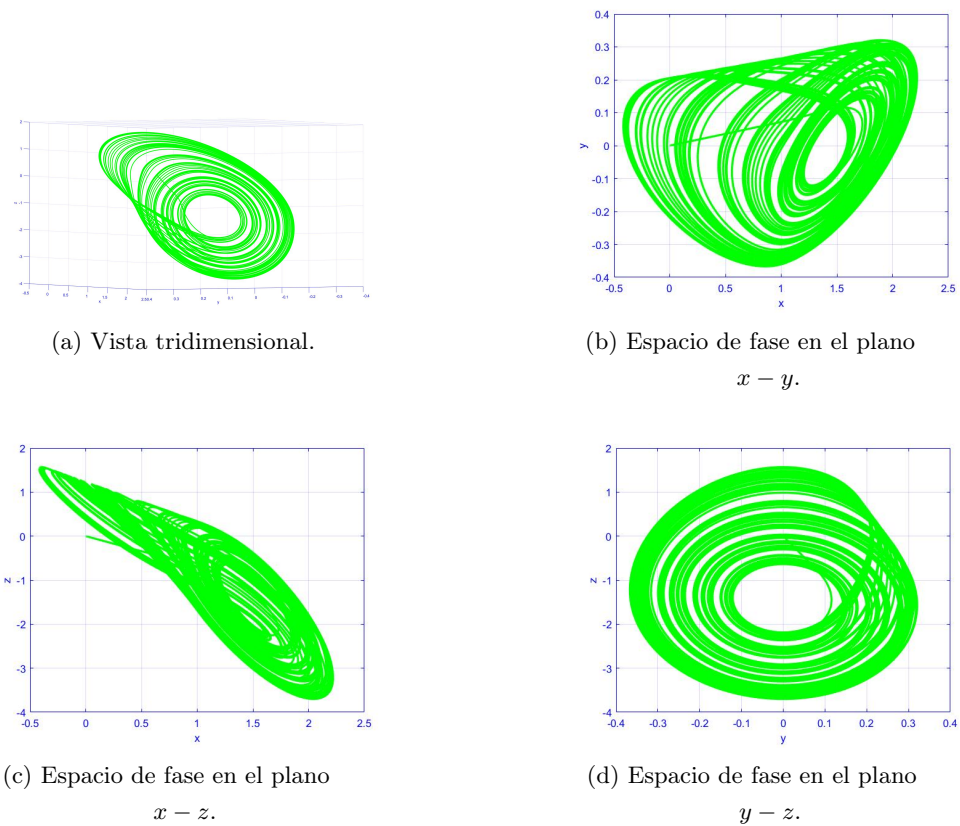 (a) Vista tridimensional.
0.4
0.3
0.2
0.1
0
-0.1
-0.2
-0.3
-0.4
y
-0.5 0 0.5 1 1.5 2 2.5
x
(b) Espacio de fase en el plano
x − y.
2
1
0
-1
-2
-3
-4
z
-0.5 0 0.5 1 1.5 2 2.5
x
(c) Espacio de fase en el plano
x − z.
2
1
0
-1
-2
-3
-4
z
-0.4 -0.3 -0.2 -0.1 0 0.1 0.2 0.3 0.4
y
(d) Espacio de fase en el plano
y − z.